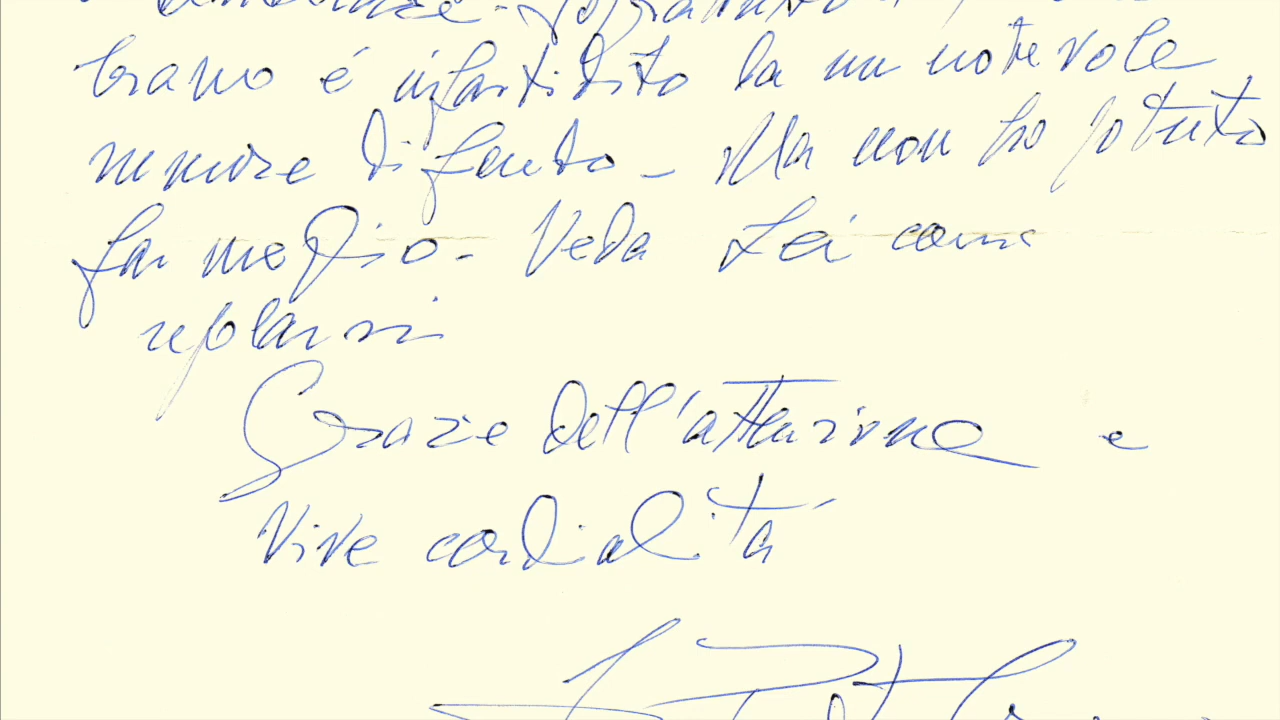 brano é infastidito da un notevole
rumore di fondo - Ma non ho potuto
far meglio - Veda Lei come
regolarsi
Grazie dell'attenzione e
vive cordialità